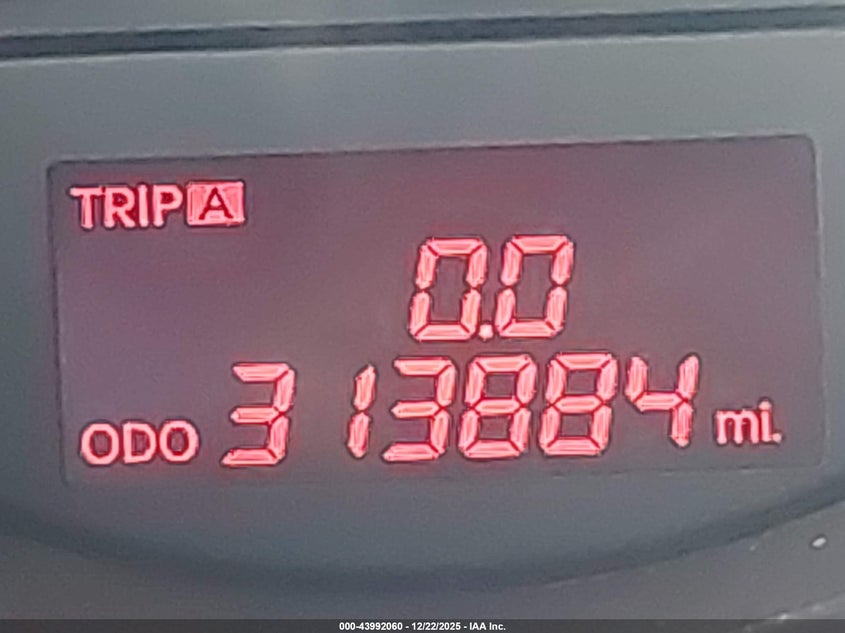 TRIP A
0.0
ODO 313884 mi.
000-43992060 - 12/22/2025 - IAA Inc.